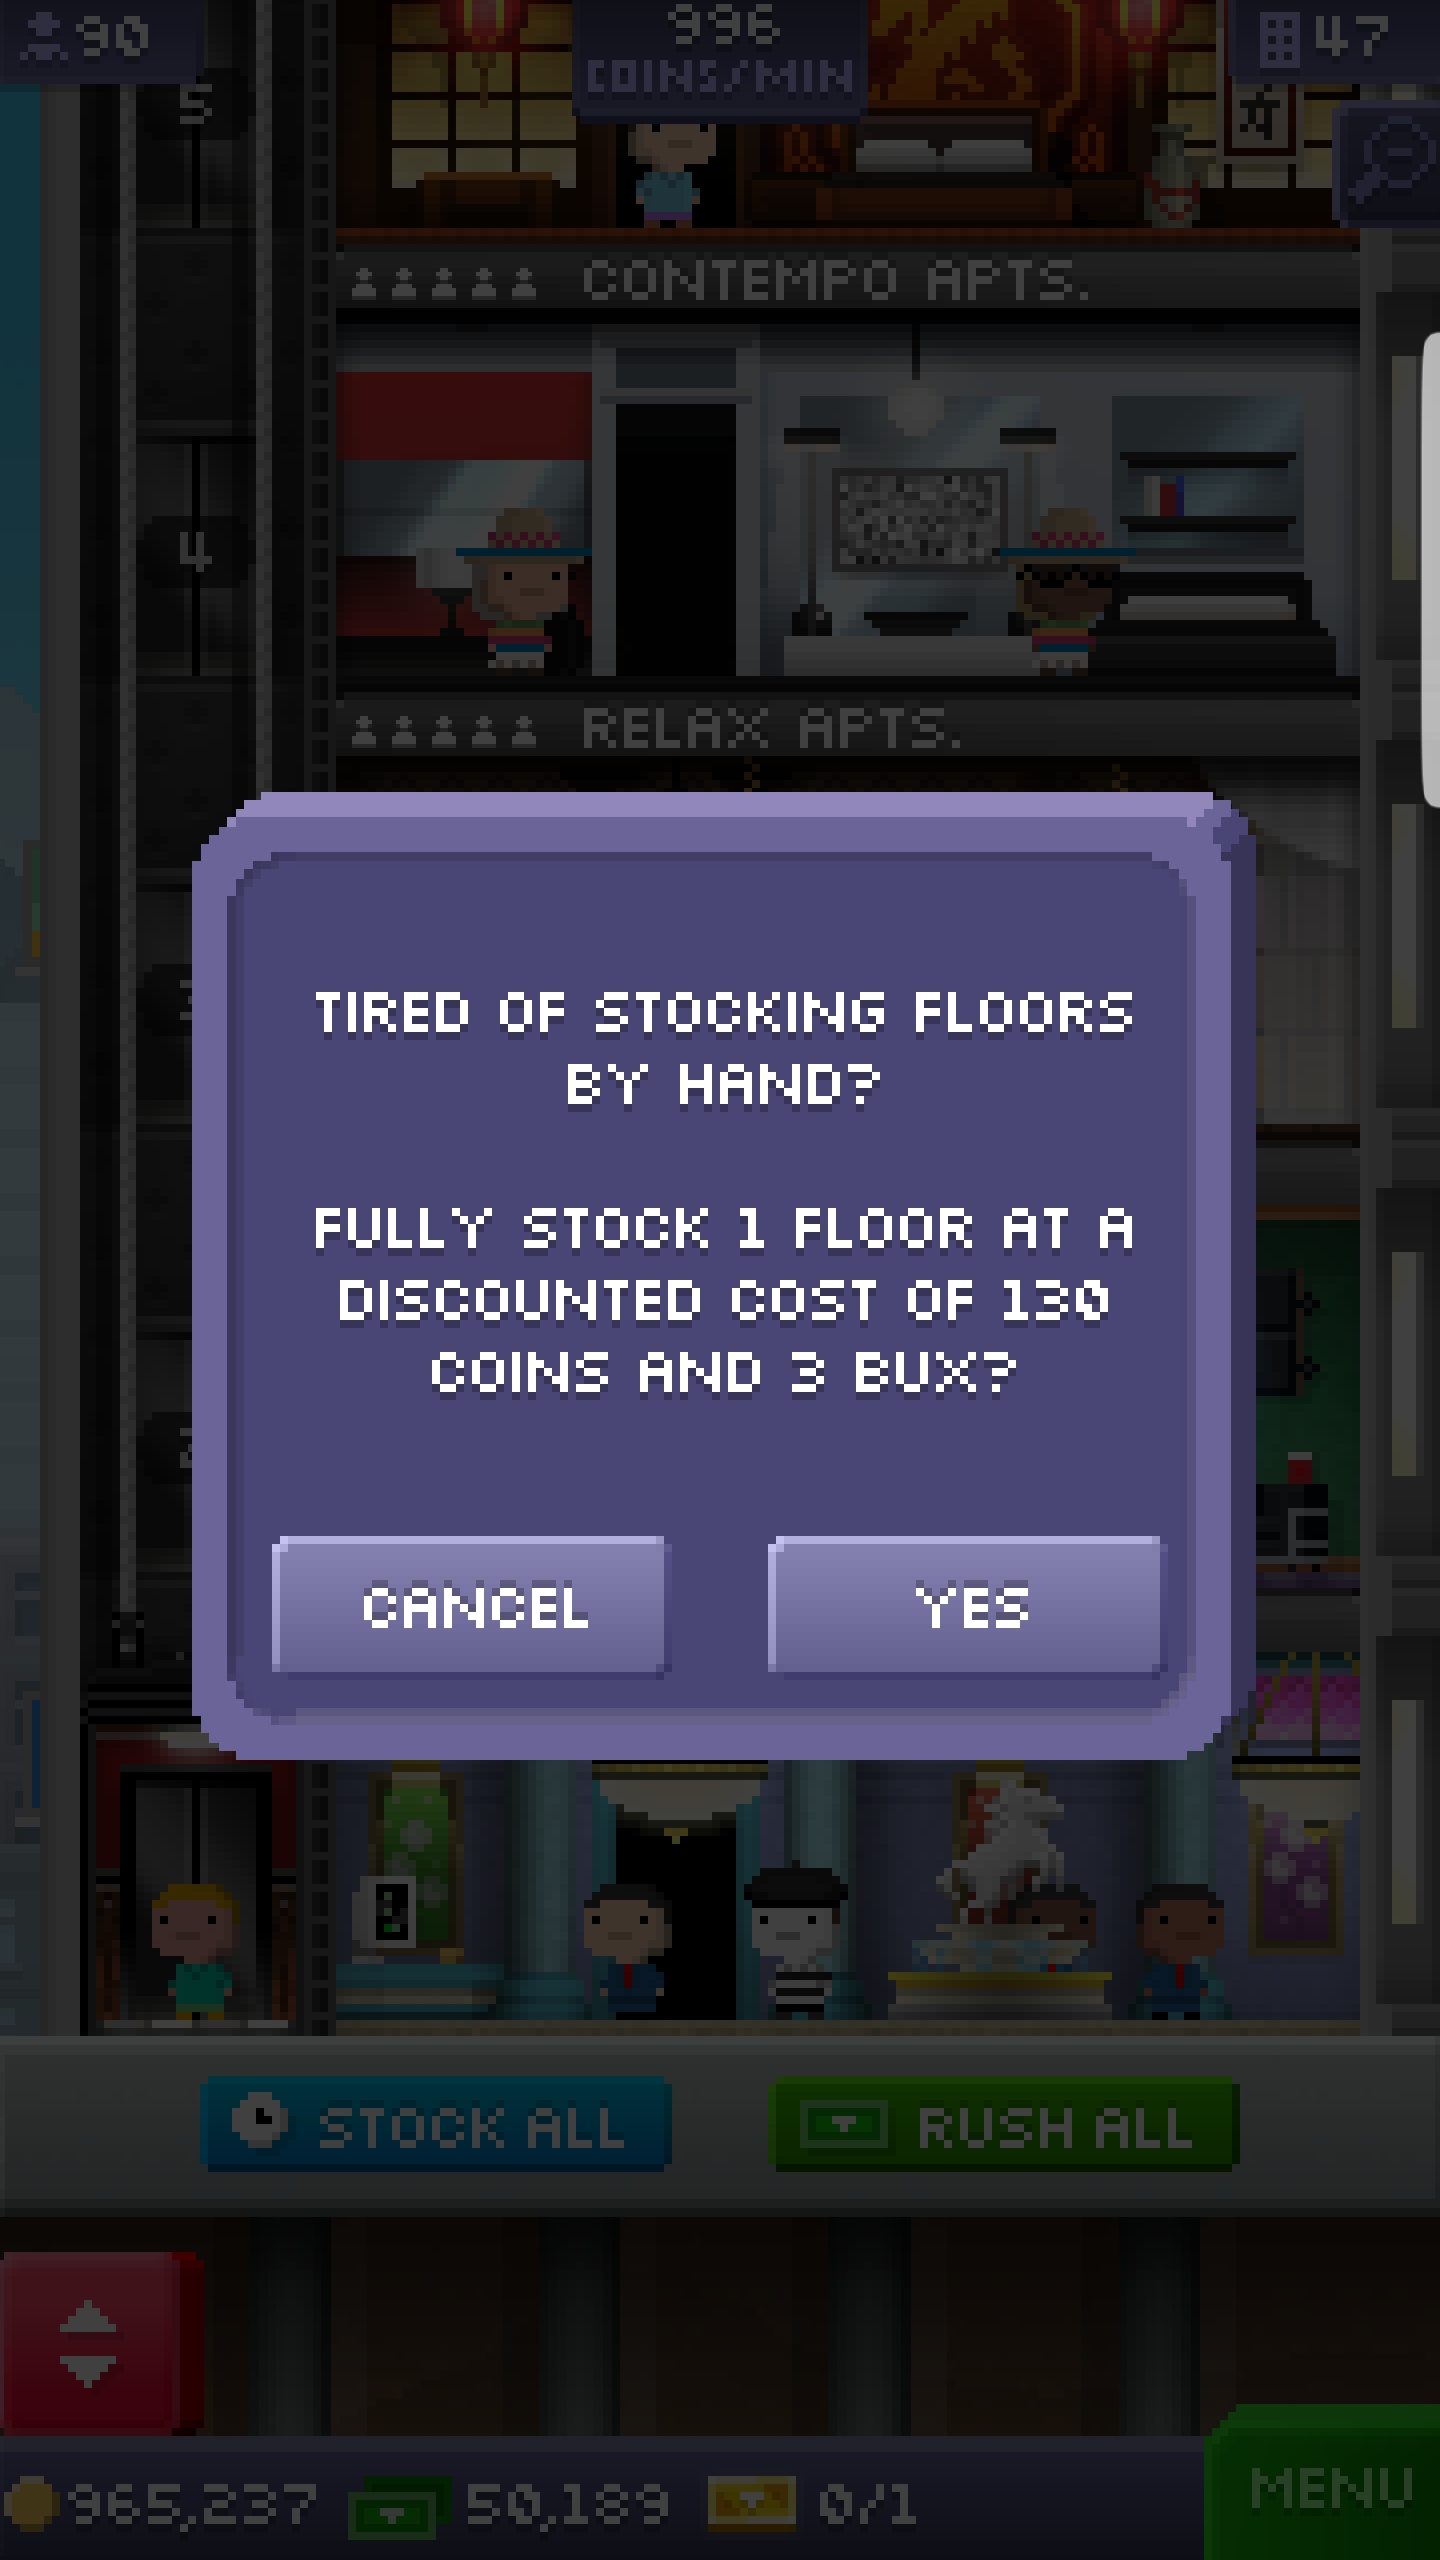 90
996
COINS/MIN
47
5
CONTEMPO APTS.
4
RELAX APTS.
TIRED OF STOCKING FLOORS
BY HAND?
FULLY STOCK 1 FLOOR AT A
DISCOUNTED COST OF 130
COINS AND 3 BUX?
CANCEL
YES
STOCK ALL
RUSH ALL
965,237
50,189
0/1
MENU